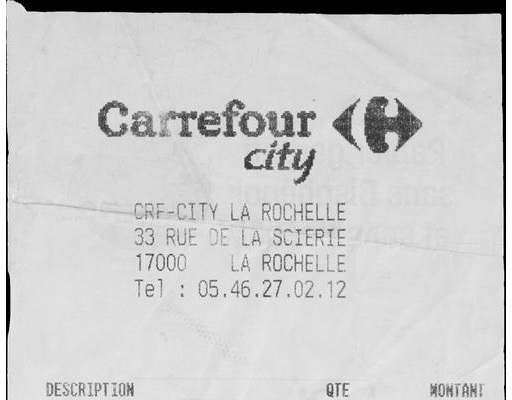 Carrefour
city
CRF-CITY LA ROCHELLE
33 RUE DE LA SCIERIE
17000 LA ROCHELLE
Tel : 05.46.27.02.12
DESCRIPTION QTE MONTANT